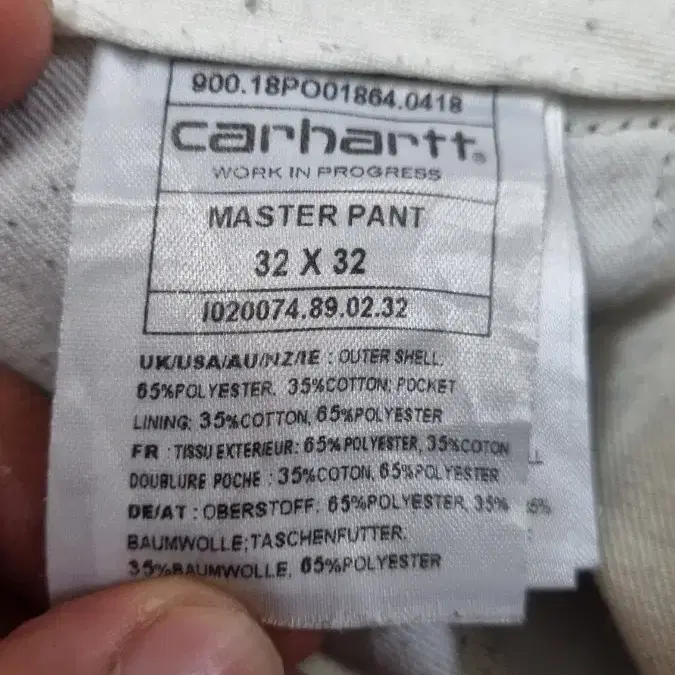 900.18PO01864.0418
carhartt®
WORK IN PROGRESS
MASTER PANT
32 X 32
I020074.89.02.32
UK/USA/AU/NZ/IE : OUTER SHELL:
65%POLYESTER, 35%COTTON; POCKET
LINING: 35%COTTON, 65%POLYESTER
FR : TISSU EXTERIEUR: 65%POLYESTER, 35%COTON
DOUBLURE POCHE : 35%COTON, 65%POLYESTER
DE/AT : OBERSTOFF: 65%POLYESTER, 35%
BAUMWOLLE;TASCHENFUTTER:
35%BAUMWOLLE, 65%POLYESTER